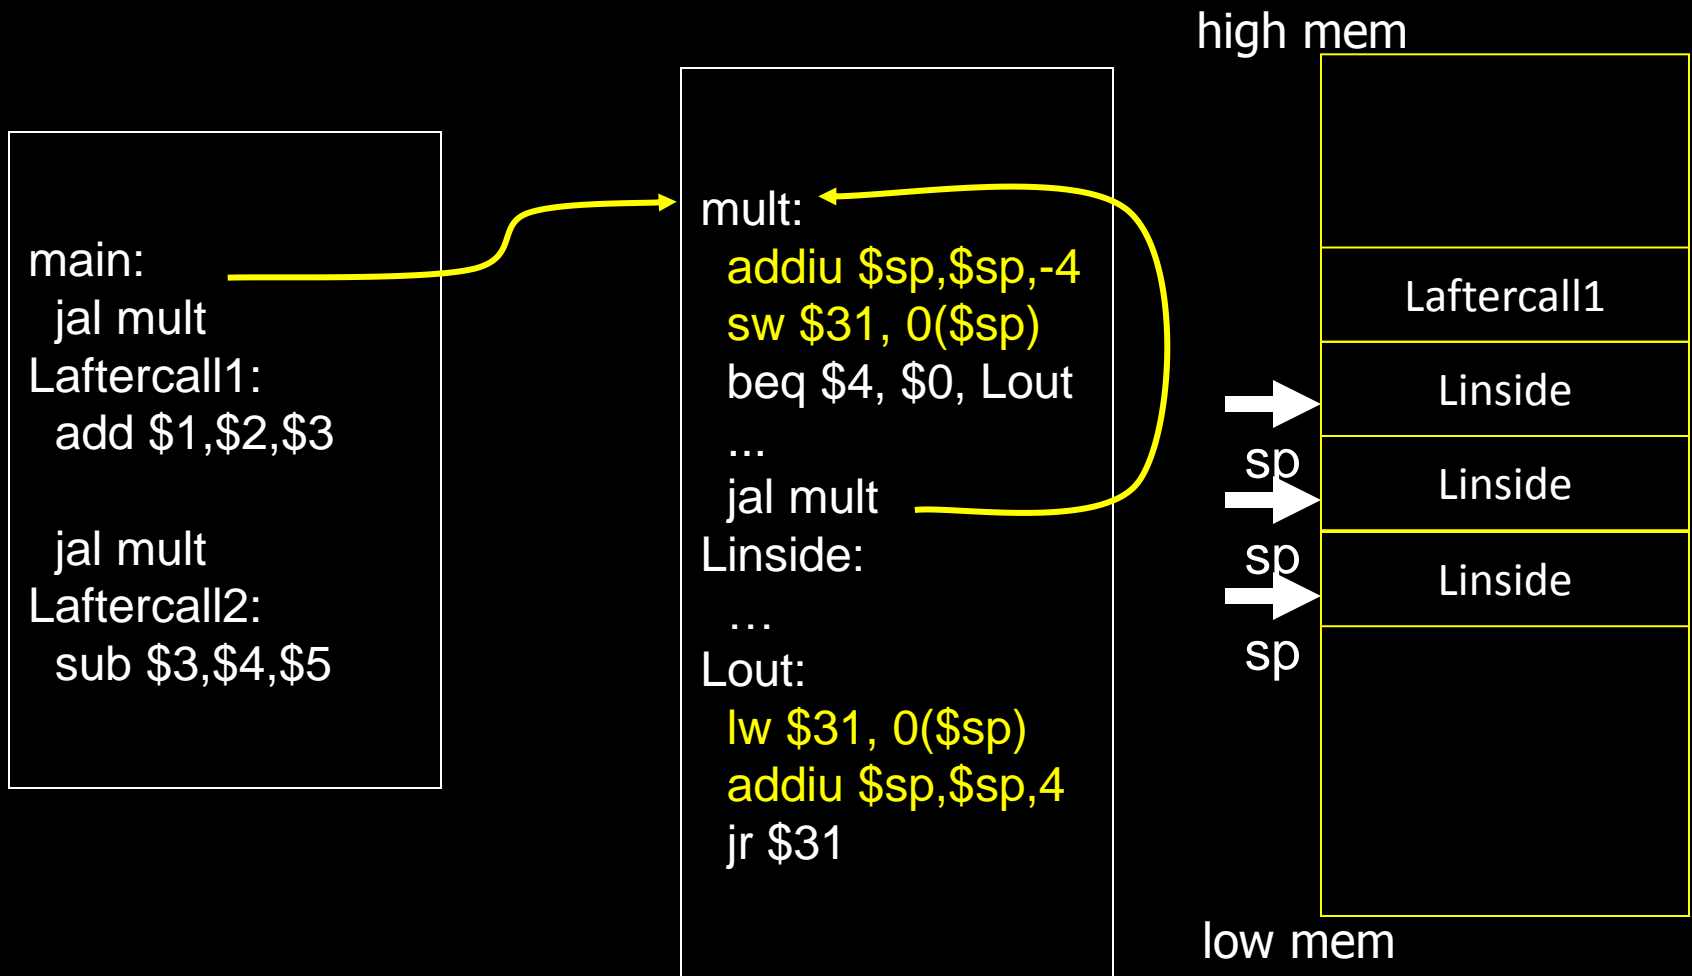 main:
jal mult
Laftercall1:
add $1,$2,$3
jal mult
Laftercall2:
sub $3,$4,$5
mult:
addiu $sp,$sp,-4
sw $31, 0($sp)
beq $4, $0, Lout
...
jal mult
Linside:
…
Lout:
lw $31, 0($sp)
addiu $sp,$sp,4
jr $31
high mem
Laftercall1
Linside
sp
Linside
sp
Linside
sp
low mem